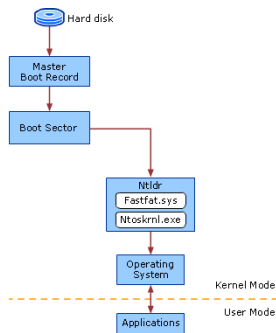 Hard disk
Master
Boot Record
Boot Sector
Ntldr
Fastfat.sys
Ntoskrnl.exe
Operating
System
Kernel Mode
User Mode
Applications